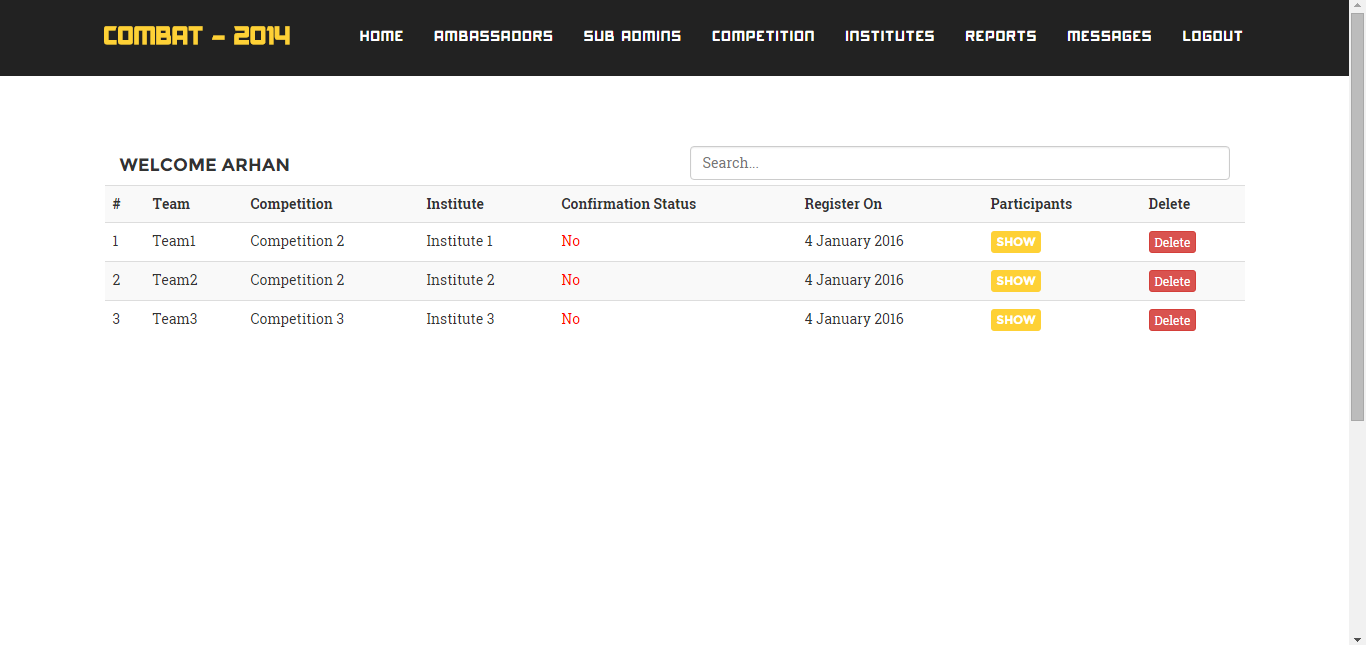 COMBAT - 2014 HOME AMBASSADORS SUB ADMINS COMPETITION INSTITUTES REPORTS MESSAGES LOGOUT
WELCOME ARHAN Search...
# Team Competition Institute Confirmation Status Register On Participants Delete
1 Team1 Competition 2 Institute 1 No 4 January 2016 SHOW Delete
2 Team2 Competition 2 Institute 2 No 4 January 2016 SHOW Delete
3 Team3 Competition 3 Institute 3 No 4 January 2016 SHOW Delete